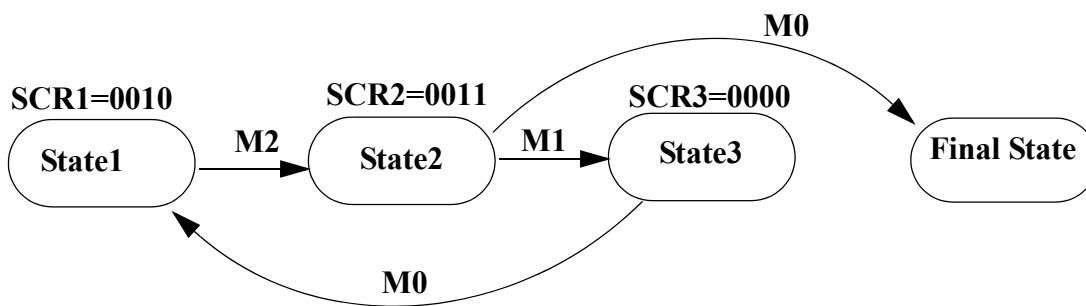 M0
SCR1=0010
SCR2=0011
SCR3=0000
State1
M2
State2
M1
State3
Final State
M0